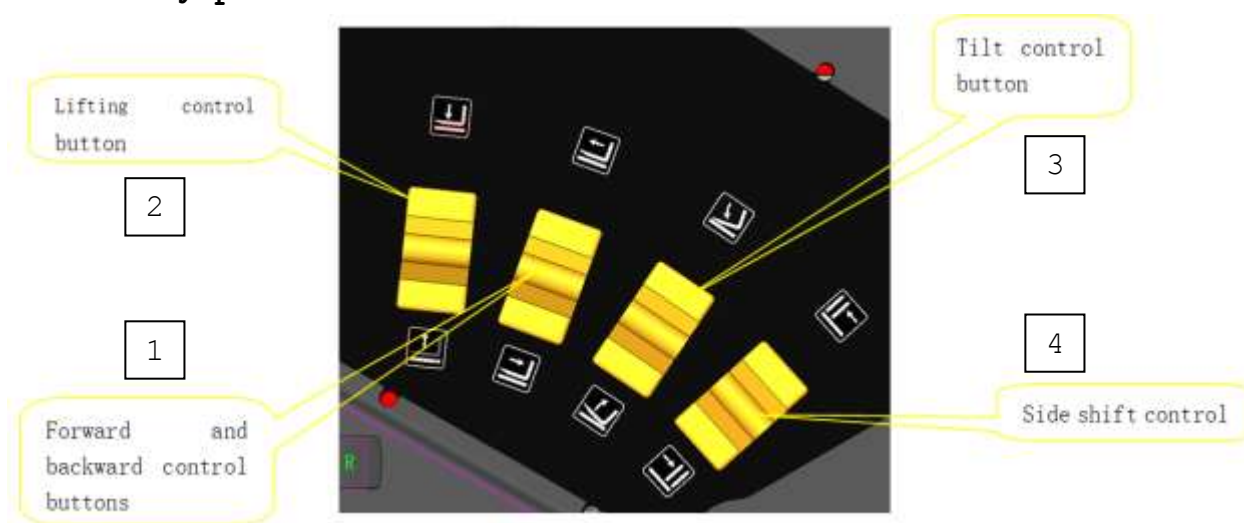 Lifting control
button
2
1
Forward and
backward control
buttons
R
Tilt control
button
3
4
Side shift control